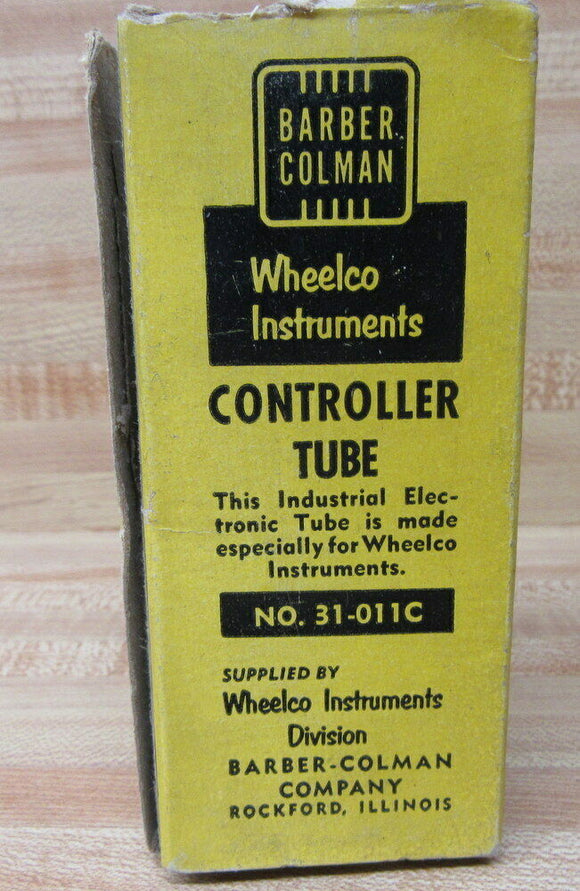 BARBER
COLMAN
Wheelco
Instruments
CONTROLLER
TUBE
This Industrial Elec-
tronic Tube is made
especially for Wheelco
Instruments.
NO. 31-011C
SUPPLIED BY
Wheelco Instruments
Division
BARBER-COLMAN
COMPANY
ROCKFORD, ILLINOIS